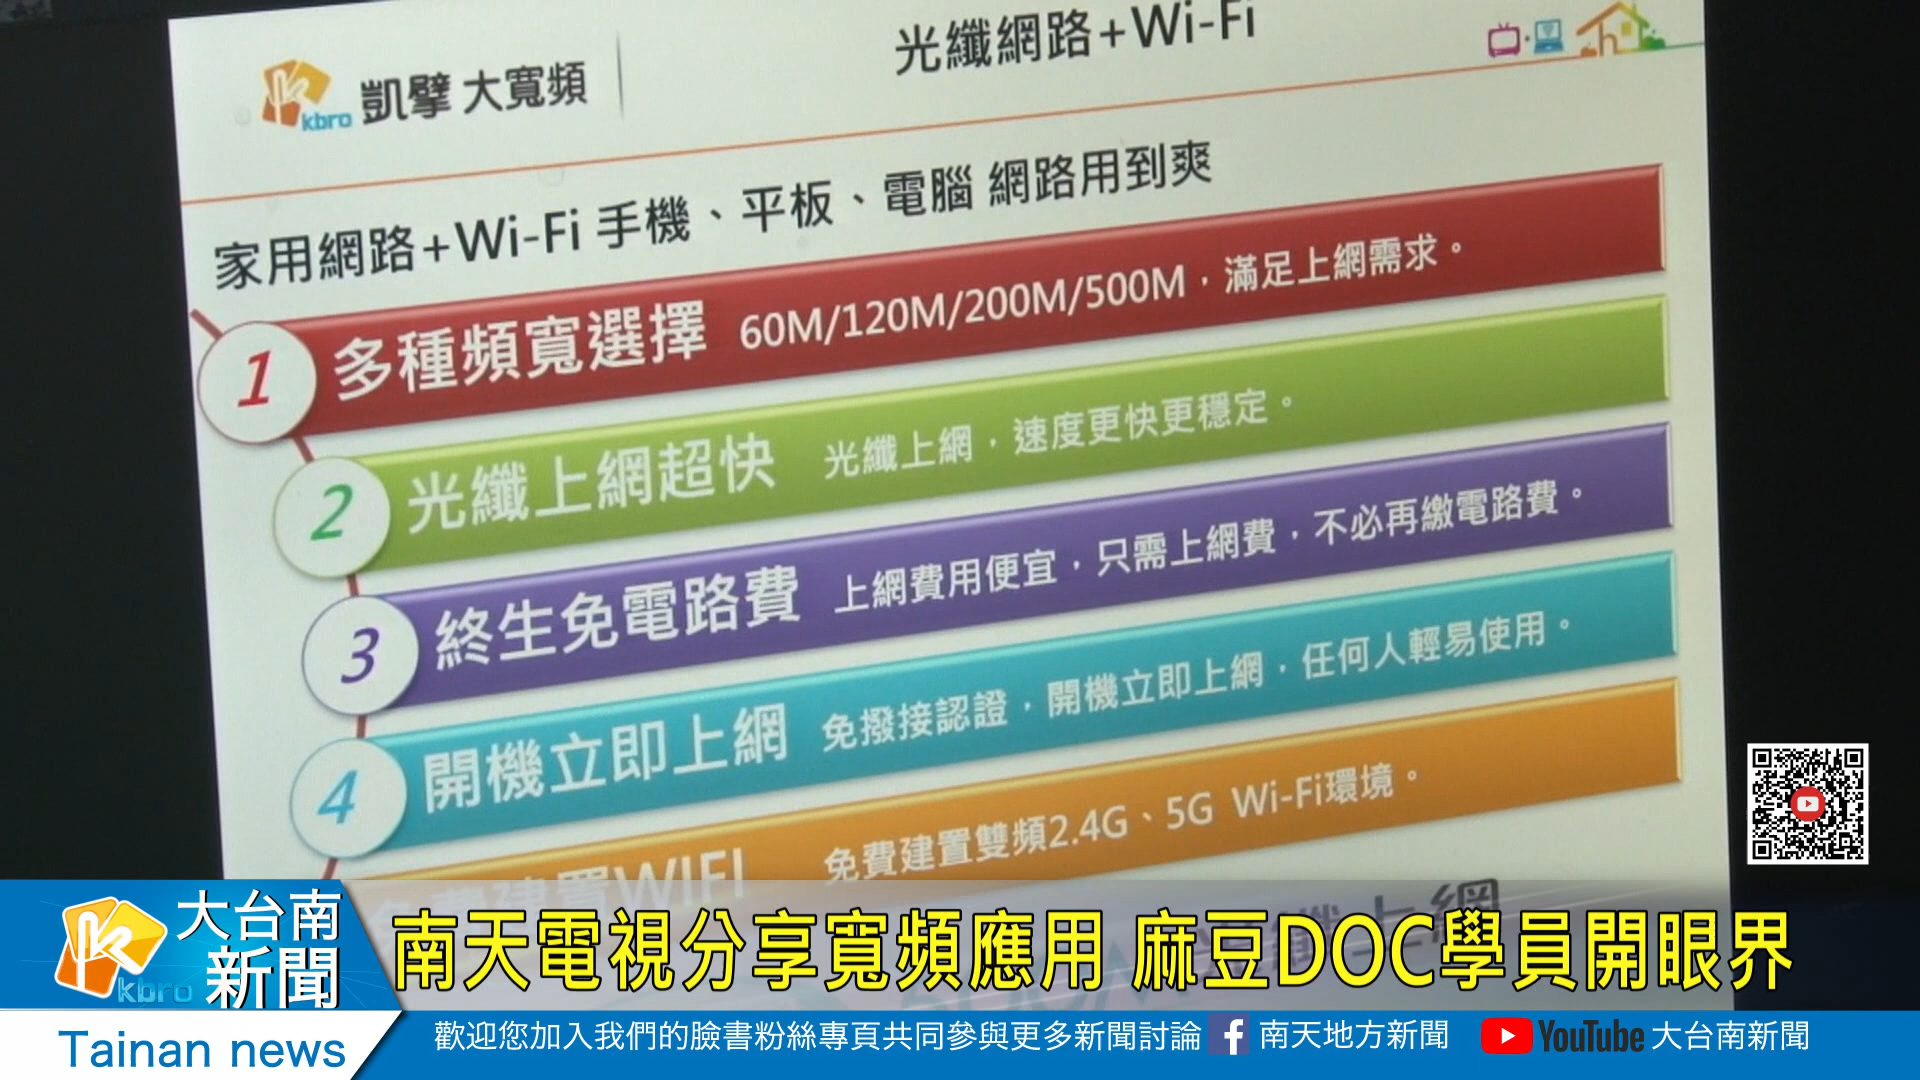 kbro 凱擘 大寬頻
光纖網路+Wi-Fi
家用網路+Wi-Fi 手機、平板、電腦 網路用到爽
1 多種頻寬選擇 60M/120M/200M/500M，滿足上網需求。
2 光纖上網超快 光纖上網，速度更快更穩定。
3 終生免電路費 上網費用便宜，只需上網費，不必再繳電路費。
4 開機立即上網 免撥接認證，開機立即上網，任何人輕易使用。
免費建置WIFI 免費建置雙頻2.4G、5G Wi-Fi環境。
上網
kbro 大台南新聞
南天電視分享寬頻應用 麻豆DOC學員開眼界
Tainan news
歡迎您加入我們的臉書粉絲專頁共同參與更多新聞討論 f 南天地方新聞 YouTube 大台南新聞